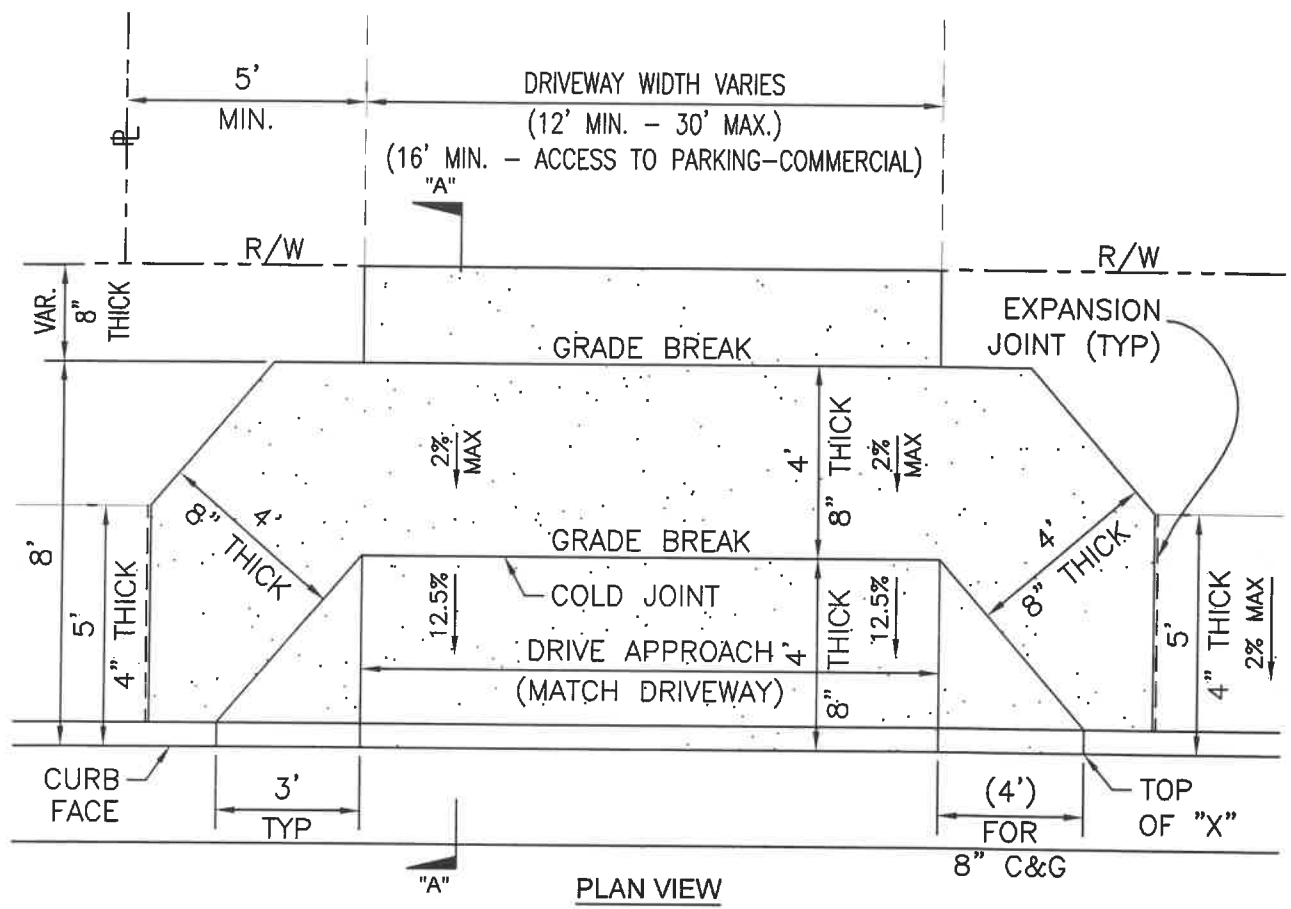 5'
MIN.
DRIVEWAY WIDTH VARIES
(12' MIN. - 30' MAX.)
(16' MIN. - ACCESS TO PARKING-COMMERCIAL)
PL
"A"
R/W
R/W
VAR.
8" THICK
EXPANSION
JOINT (TYP)
GRADE BREAK
2%
MAX
4'
8" THICK
2%
MAX
4'
8" THICK
4'
8" THICK
GRADE BREAK
COLD JOINT
8'
5'
4" THICK
12.5%
12.5%
DRIVE APPROACH
(MATCH DRIVEWAY)
4'
8" THICK
5'
4" THICK
2% MAX
CURB
FACE
3'
TYP
(4')
FOR
8" C&G
TOP
OF "X"
"A"
PLAN VIEW